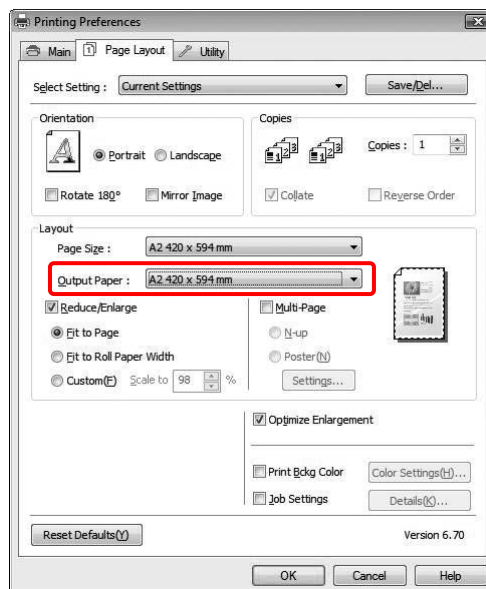 Printing Preferences
Main Page Layout Utility
Select Setting : Current Settings Save/Del...
Orientation
Portrait Landscape
Rotate 180° Mirror Image
Copies
Copies : 1
Collate Reverse Order
Layout
Page Size : A2 420 x 594 mm
Output Paper : A2 420 x 594 mm
Reduce/Enlarge
Fit to Page
Fit to Roll Paper Width
Custom(F) Scale to 98 %
Multi-Page
N-up
Poster(N)
Settings...
Optimize Enlargement
Print Bckg Color Color Settings(H)...
Job Settings Details(K)...
Reset Defaults(Y) Version 6.70
OK Cancel Help